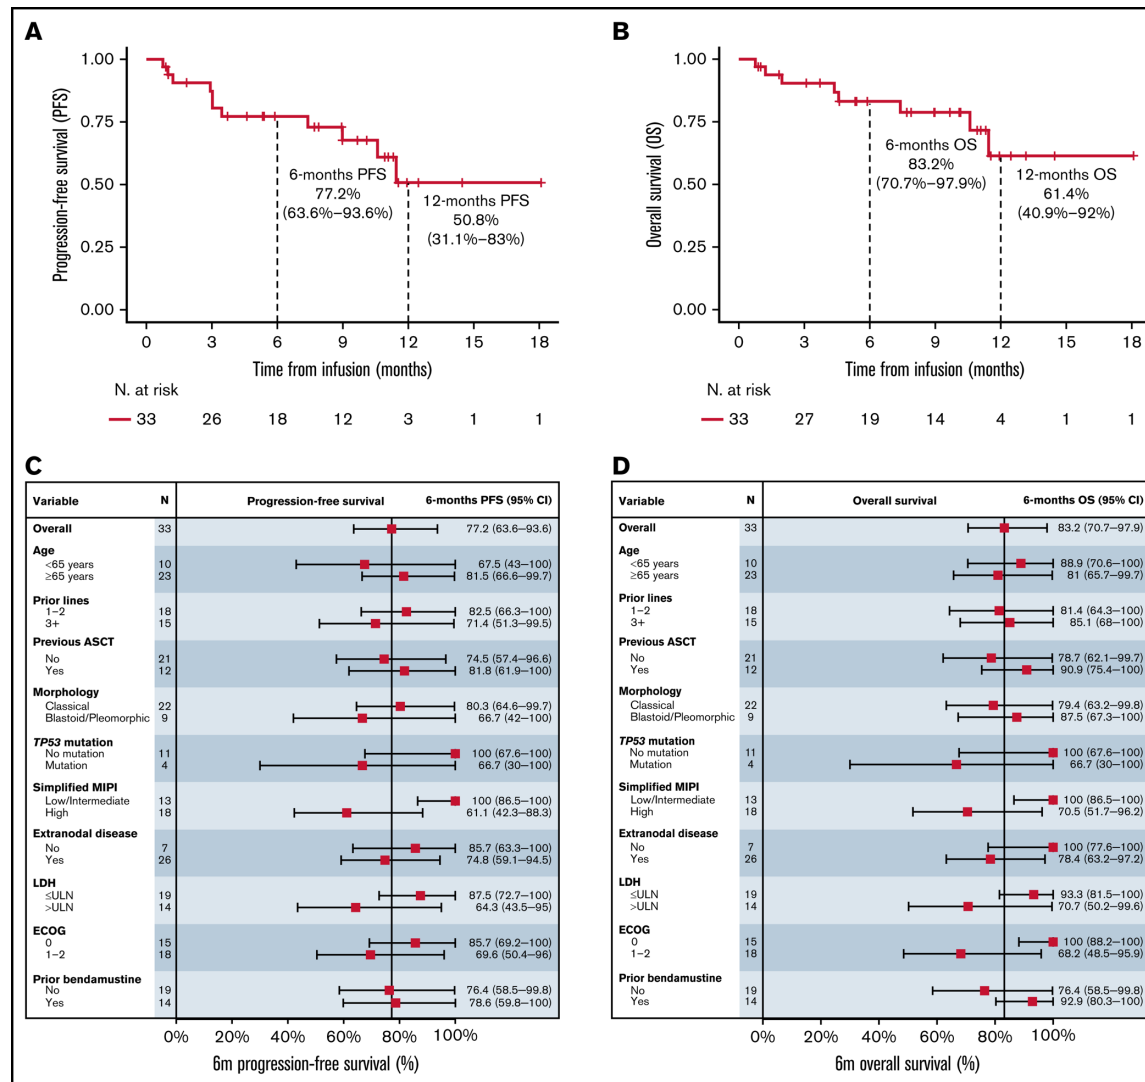 A
1.00
0.75
0.50
0.25
0.00
Progression-free survival (PFS)
6-months PFS
77.2%
(63.6%–93.6%)
12-months PFS
50.8%
(31.1%–83%)
0 3 6 9 12 15 18
Time from infusion (months)
N. at risk
33 26 18 12 3 1 1
B
1.00
0.75
0.50
0.25
0.00
Overall survival (OS)
6-months OS
83.2%
(70.7%–97.9%)
12-months OS
61.4%
(40.9%–92%)
0 3 6 9 12 15 18
Time from infusion (months)
N. at risk
33 27 19 14 4 1 1
C
Variable N Progression-free survival 6-months PFS (95% CI)
Overall 33 77.2 (63.6–93.6)
Age
<65 years 10 67.5 (43–100)
≥65 years 23 81.5 (66.6–99.7)
Prior lines
1–2 18 82.5 (66.3–100)
3+ 15 71.4 (51.3–99.5)
Previous ASCT
No 21 74.5 (57.4–96.6)
Yes 12 81.8 (61.9–100)
Morphology
Classical 22 80.3 (64.6–99.7)
Blastoid/Pleomorphic 9 66.7 (42–100)
TP53 mutation
No mutation 11 100 (67.6–100)
Mutation 4 66.7 (30–100)
Simplified MIPI
Low/Intermediate 13 100 (86.5–100)
High 18 61.1 (42.3–88.3)
Extranodal disease
No 7 85.7 (63.3–100)
Yes 26 74.8 (59.1–94.5)
LDH
≤ULN 19 87.5 (72.7–100)
>ULN 14 64.3 (43.5–95)
ECOG
0 15 85.7 (69.2–100)
1–2 18 69.6 (50.4–96)
Prior bendamustine
No 19 76.4 (58.5–99.8)
Yes 14 78.6 (59.8–100)
0% 20% 40% 60% 80% 100%
6m progression-free survival (%)
D
Variable N Overall survival 6-months OS (95% CI)
Overall 33 83.2 (70.7–97.9)
Age
<65 years 10 88.9 (70.6–100)
≥65 years 23 81 (65.7–99.7)
Prior lines
1–2 18 81.4 (64.3–100)
3+ 15 85.1 (68–100)
Previous ASCT
No 21 78.7 (62.1–99.7)
Yes 12 90.9 (75.4–100)
Morphology
Classical 22 79.4 (63.2–99.8)
Blastoid/Pleomorphic 9 87.5 (67.3–100)
TP53 mutation
No mutation 11 100 (67.6–100)
Mutation 4 66.7 (30–100)
Simplified MIPI
Low/Intermediate 13 100 (86.5–100)
High 18 70.5 (51.7–96.2)
Extranodal disease
No 7 100 (77.6–100)
Yes 26 78.4 (63.2–97.2)
LDH
≤ULN 19 93.3 (81.5–100)
>ULN 14 70.7 (50.2–99.6)
ECOG
0 15 100 (88.2–100)
1–2 18 68.2 (48.5–95.9)
Prior bendamustine
No 19 76.4 (58.5–99.8)
Yes 14 92.9 (80.3–100)
0% 20% 40% 60% 80% 100%
6m overall survival (%)